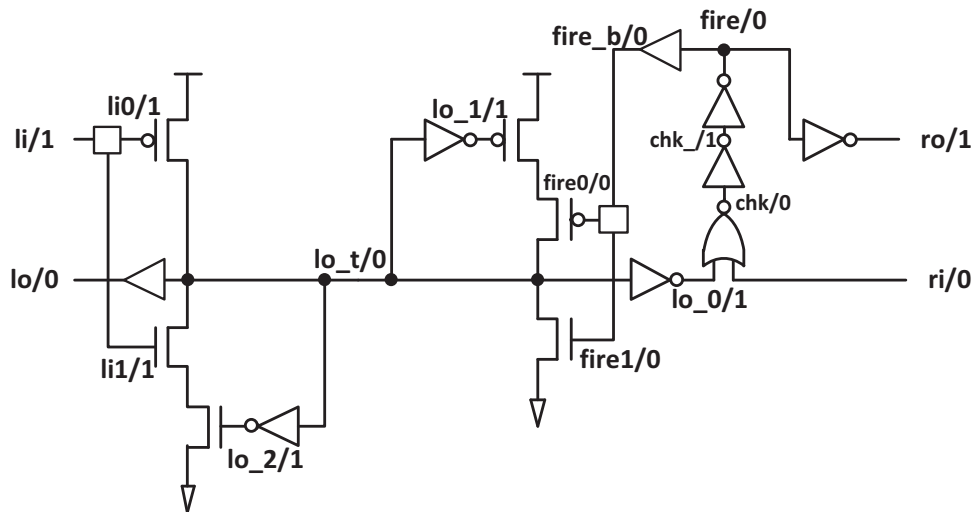 fire/0
fire_b/0
li0/1
lo_1/1
li/1
chk_/1
ro/1
fire0/0
chk/0
lo_t/0
lo/0
ri/0
lo_0/1
li1/1
fire1/0
lo_2/1